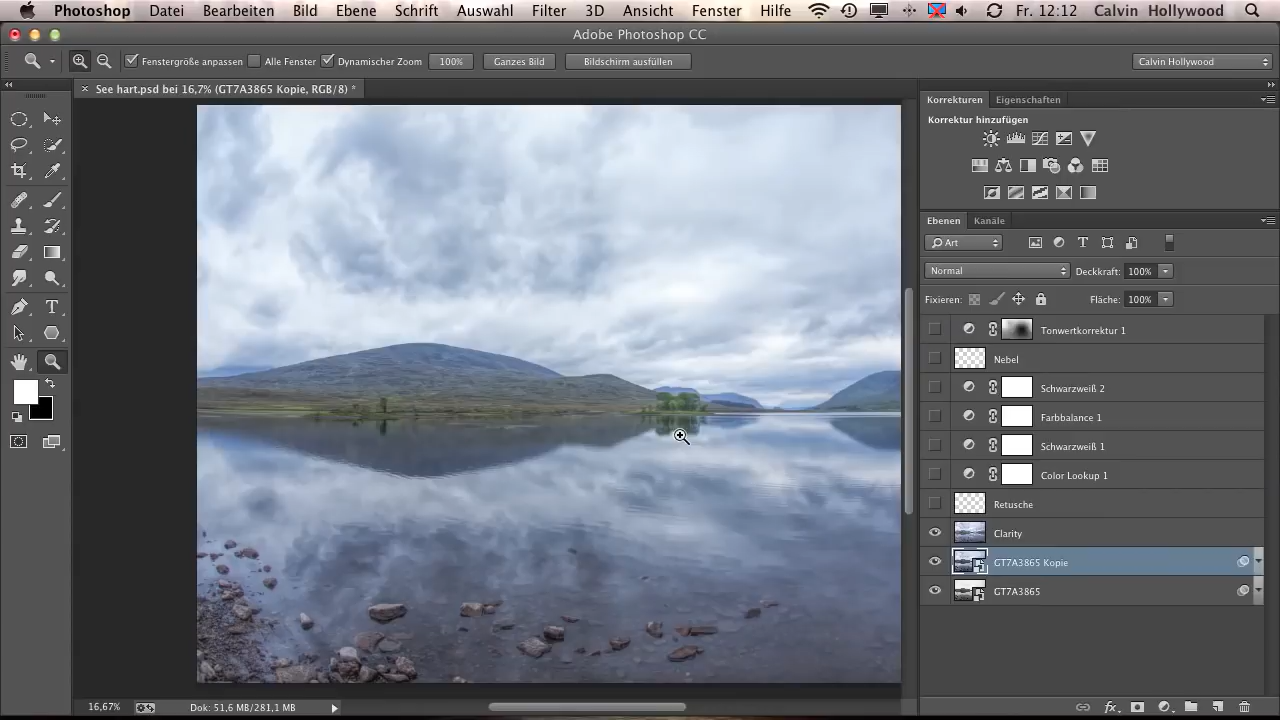 Photoshop Datei Bearbeiten Bild Ebene Schrift Auswahl Filter 3D Ansicht Fenster Hilfe Fr. 12:12 Calvin Hollywood
Adobe Photoshop CC
Fenstergröße anpassen Alle Fenster Dynamischer Zoom 100% Ganzes Bild Bildschirm ausfüllen Calvin Hollywood
See hart.psd bei 16,7% (GT7A3865 Kopie, RGB/8) *
Korrekturen Eigenschaften
Korrektur hinzufügen
Ebenen Kanäle
Art
Normal Deckkraft: 100%
Fixieren: Fläche: 100%
Tonwertkorrektur 1
Nebel
Schwarzweiß 2
Farbbalance 1
Schwarzweiß 1
Color Lookup 1
Retusche
Clarity
GT7A3865 Kopie
GT7A3865
16,67% Dok: 51,6 MB/281,1 MB
fx